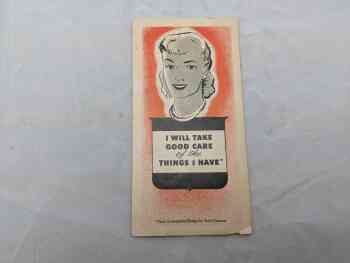 I WILL TAKE
GOOD CARE
of the
THINGS I HAVE"